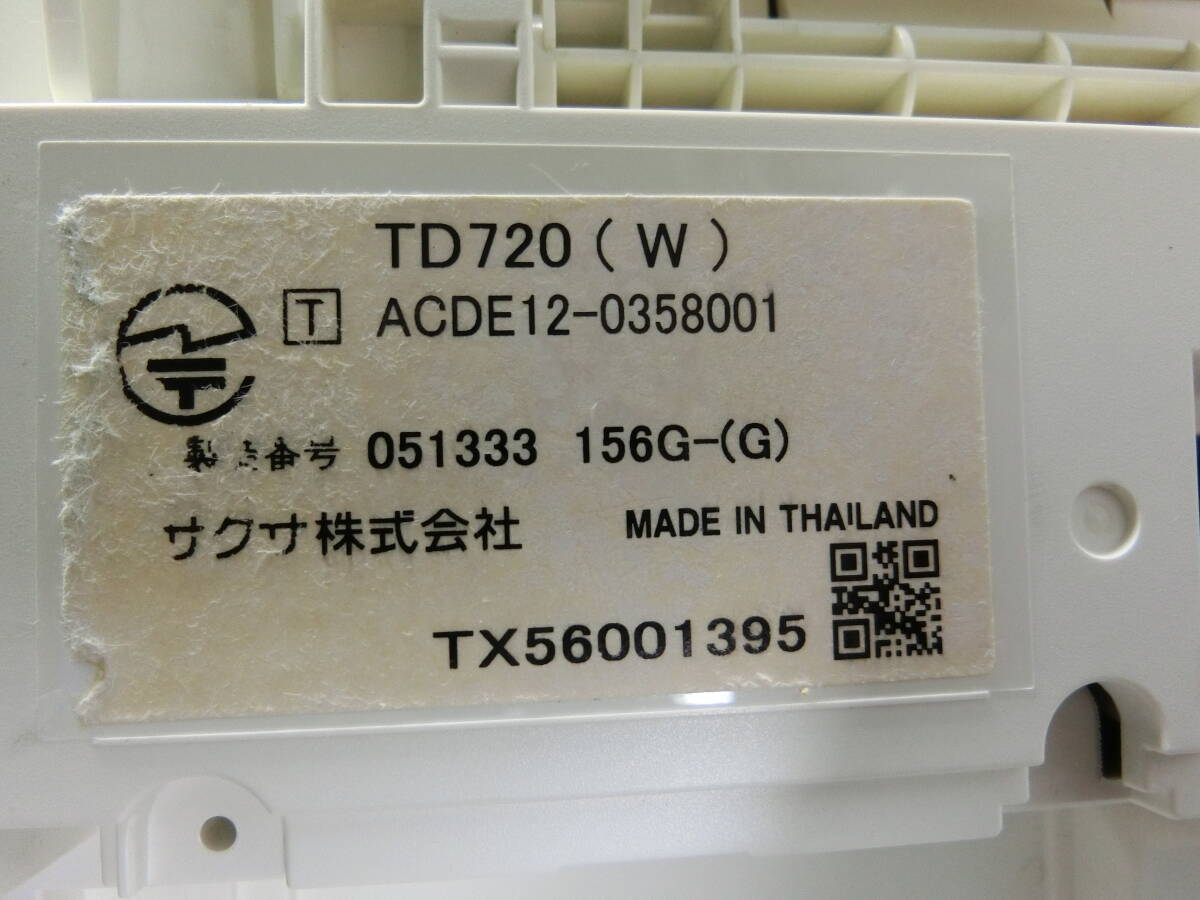 TD720 ( W )
T ACDE12-0358001
製造番号 051333 156G-(G)
サクサ株式会社 MADE IN THAILAND
TX56001395